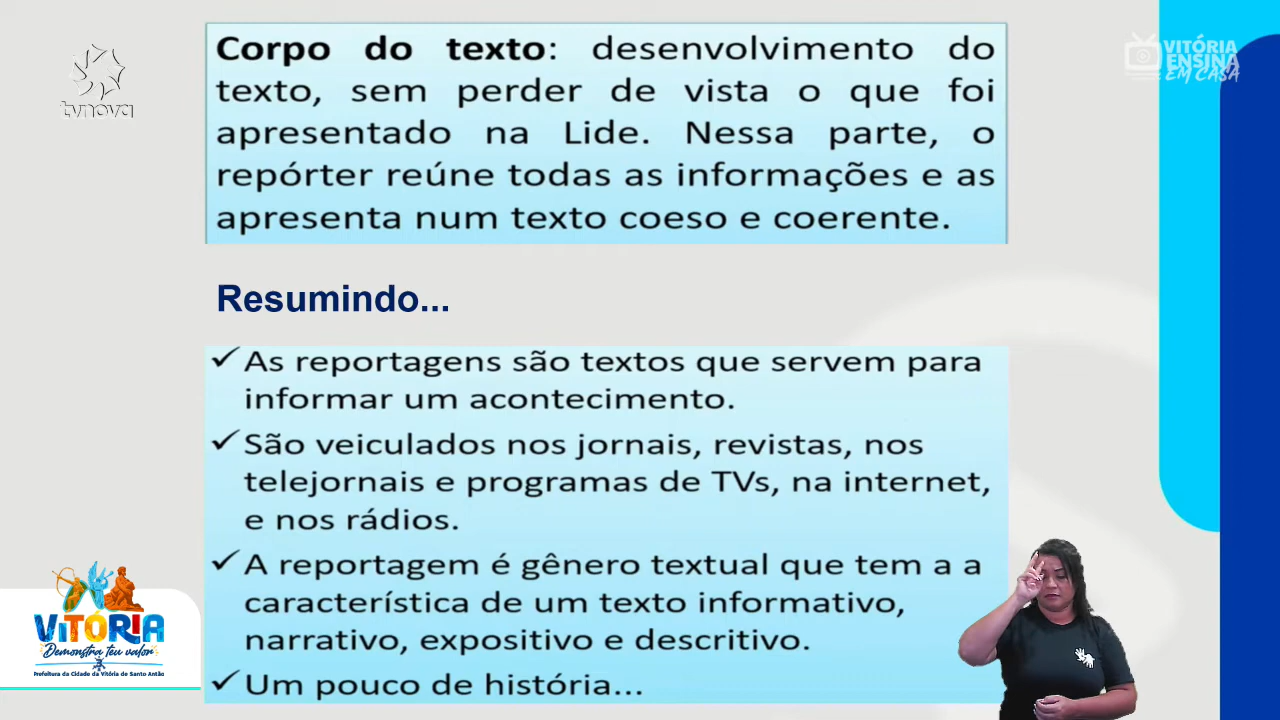 Corpo do texto: desenvolvimento do
texto, sem perder de vista o que foi
apresentado na Lide. Nessa parte, o
repórter reúne todas as informações e as
apresenta num texto coeso e coerente.
Resumindo...
As reportagens são textos que servem para
informar um acontecimento.
São veiculados nos jornais, revistas, nos
telejornais e programas de TVs, na internet,
e nos rádios.
A reportagem é gênero textual que tem a a
característica de um texto informativo,
narrativo, expositivo e descritivo.
Um pouco de história...
tvnova
VITÓRIA
ENSINA
EM CASA
VITÓRIA
Demonstra teu valor
Prefeitura da Cidade da Vitória de Santo Antão